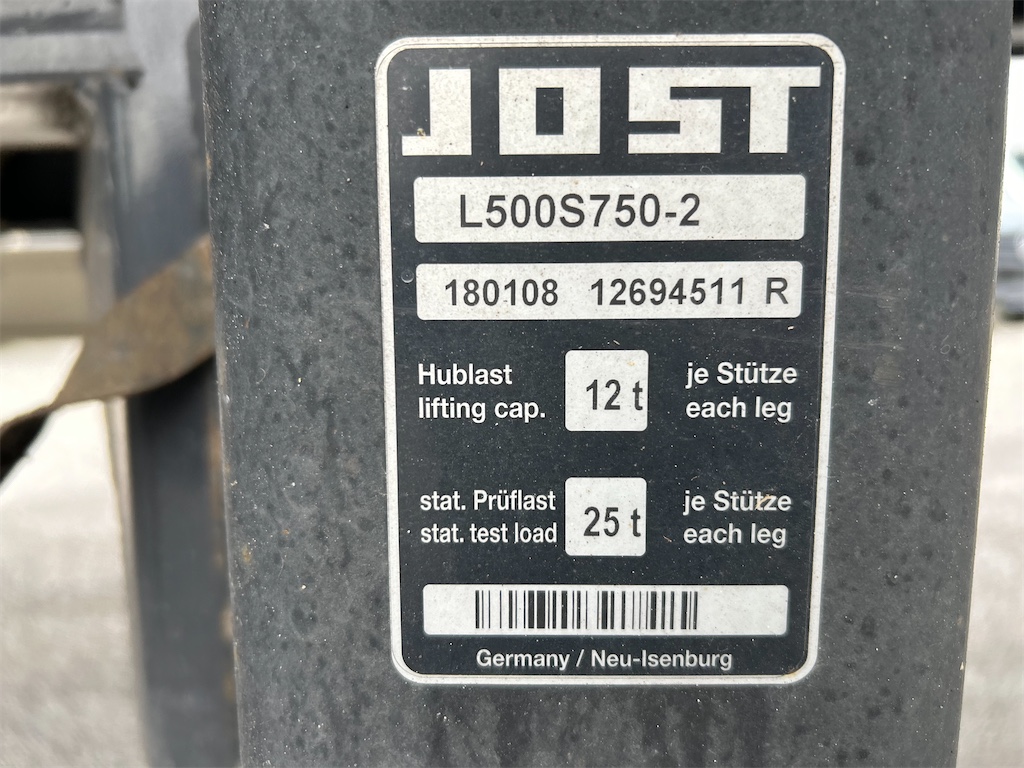 JOST
L500S750-2
180108 12694511 R
Hublast 12 t je Stütze
lifting cap. each leg
stat. Prüflast 25 t je Stütze
stat. test load each leg
Germany / Neu-Isenburg